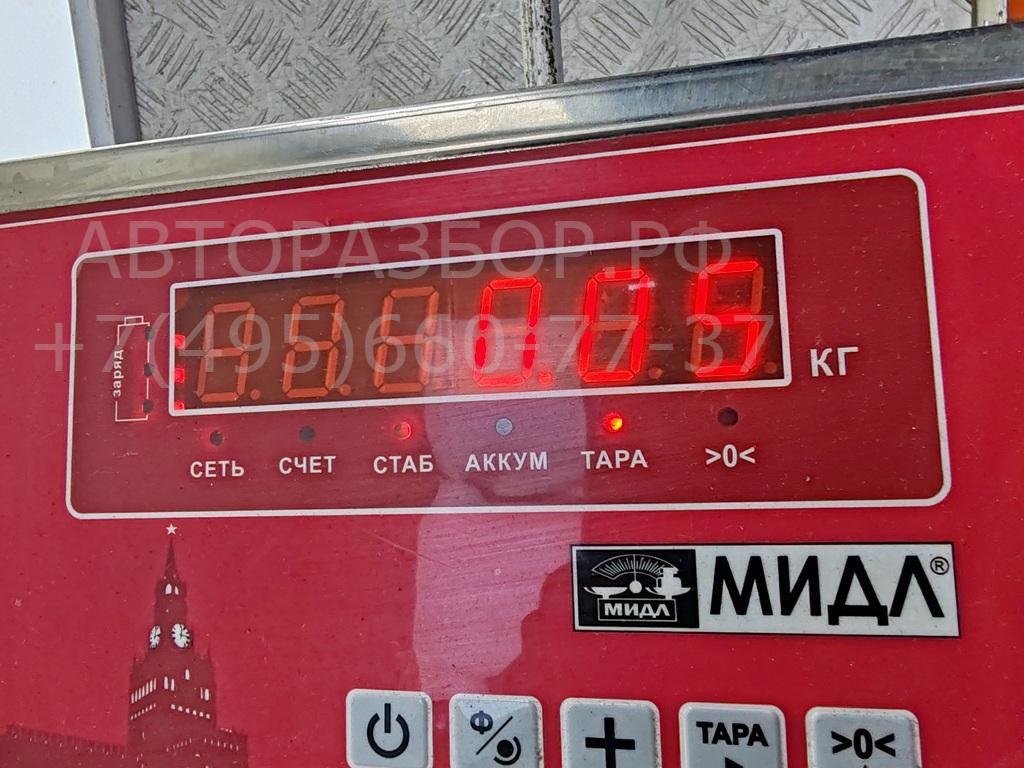 АВТОРАЗБОР.РФ
+7(495)660-77-37
0.05
КГ
заряд
СЕТЬ СЧЕТ СТАБ АККУМ ТАРА >0<
МИДЛ
МИДЛ®
Ф
+
ТАРА
>0<